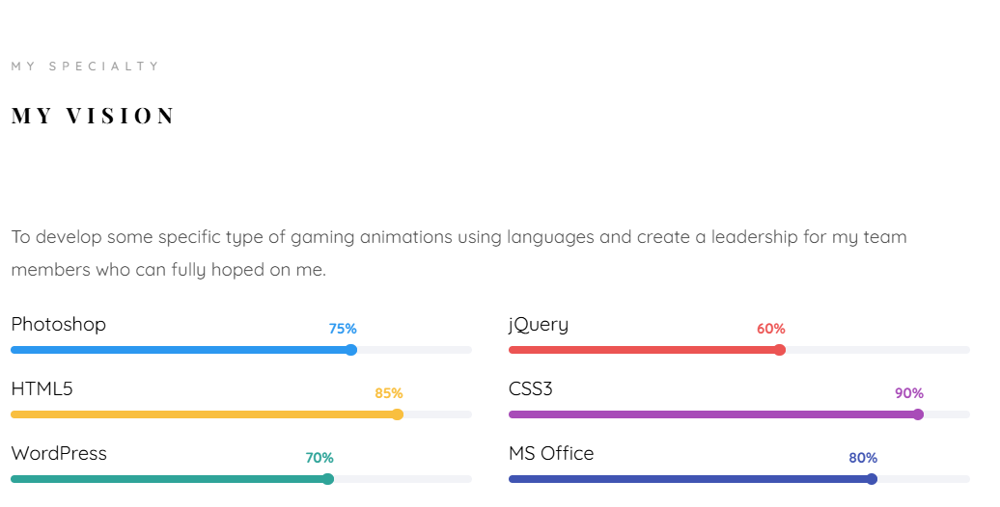 MY SPECIALTY
MY VISION
To develop some specific type of gaming animations using languages and create a leadership for my team
members who can fully hoped on me.
Photoshop 75%
jQuery 60%
HTML5 85%
CSS3 90%
WordPress 70%
MS Office 80%